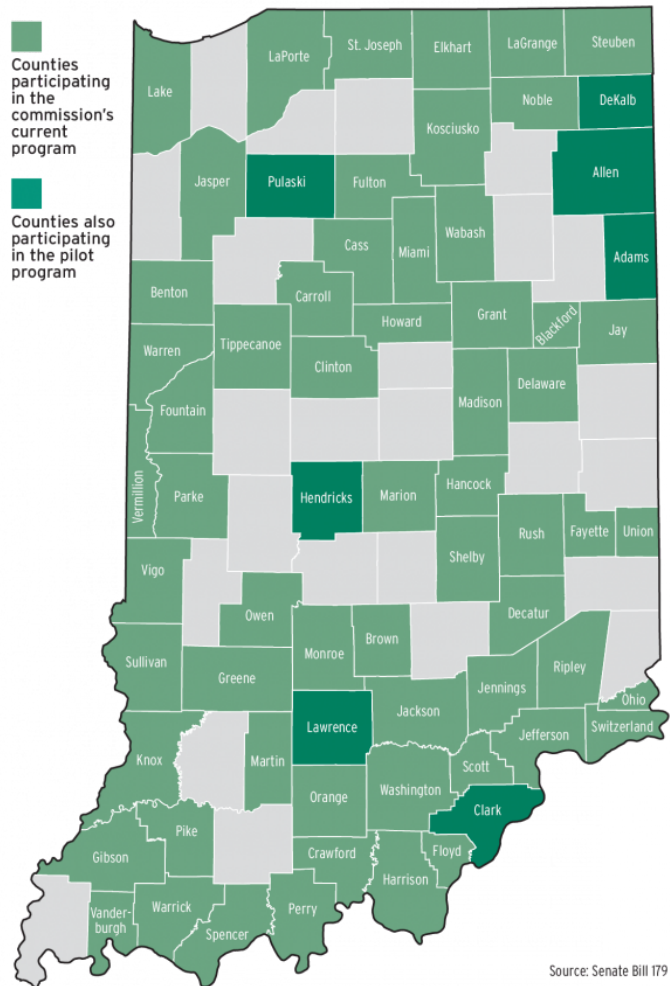 Counties
participating
in the
commission's
current
program
Counties also
participating
in the pilot
program
LaPorte
St. Joseph
Elkhart
LaGrange
Steuben
Lake
Noble
DeKalb
Kosciusko
Jasper
Pulaski
Fulton
Allen
Cass
Miami
Wabash
Adams
Benton
Carroll
Howard
Grant
Blackford
Jay
Warren
Tippecanoe
Clinton
Fountain
Madison
Delaware
Vermillion
Parke
Hendricks
Marion
Hancock
Shelby
Rush
Fayette
Union
Vigo
Owen
Monroe
Brown
Decatur
Sullivan
Greene
Jennings
Ripley
Ohio
Lawrence
Jackson
Jefferson
Switzerland
Knox
Martin
Scott
Orange
Washington
Clark
Pike
Gibson
Crawford
Floyd
Harrison
Vander-
burgh
Warrick
Spencer
Perry
Source: Senate Bill 179